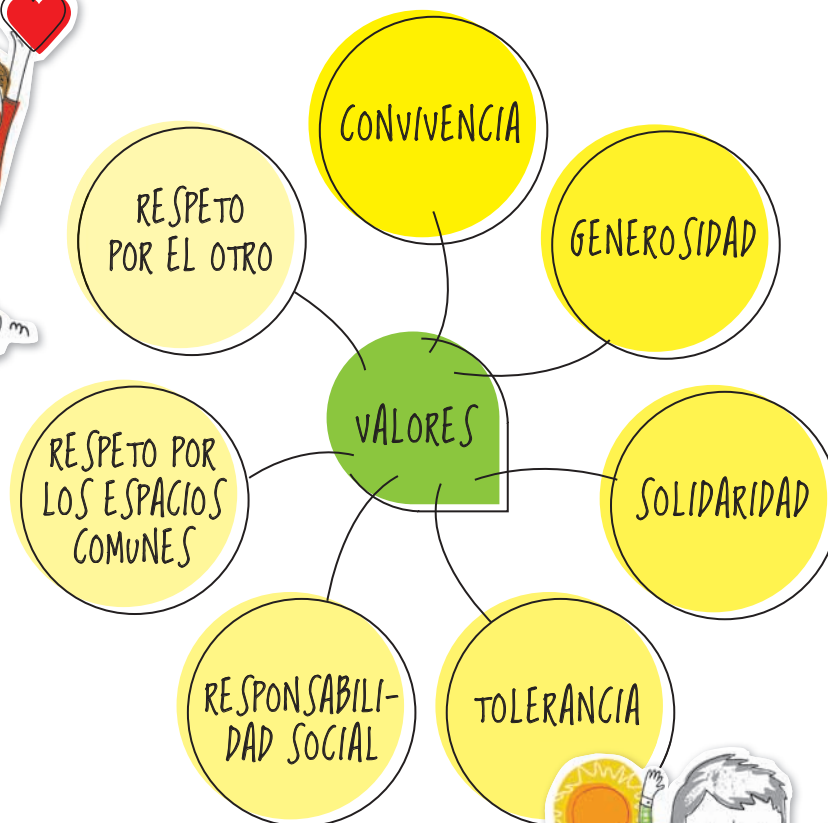 CONVIVENCIA
GENEROSIDAD
SOLIDARIDAD
TOLERANCIA
RESPONSABILI-
DAD SOCIAL
RESPETO POR
LOS ESPACIOS
COMUNES
RESPETO
POR EL OTRO
VALORES